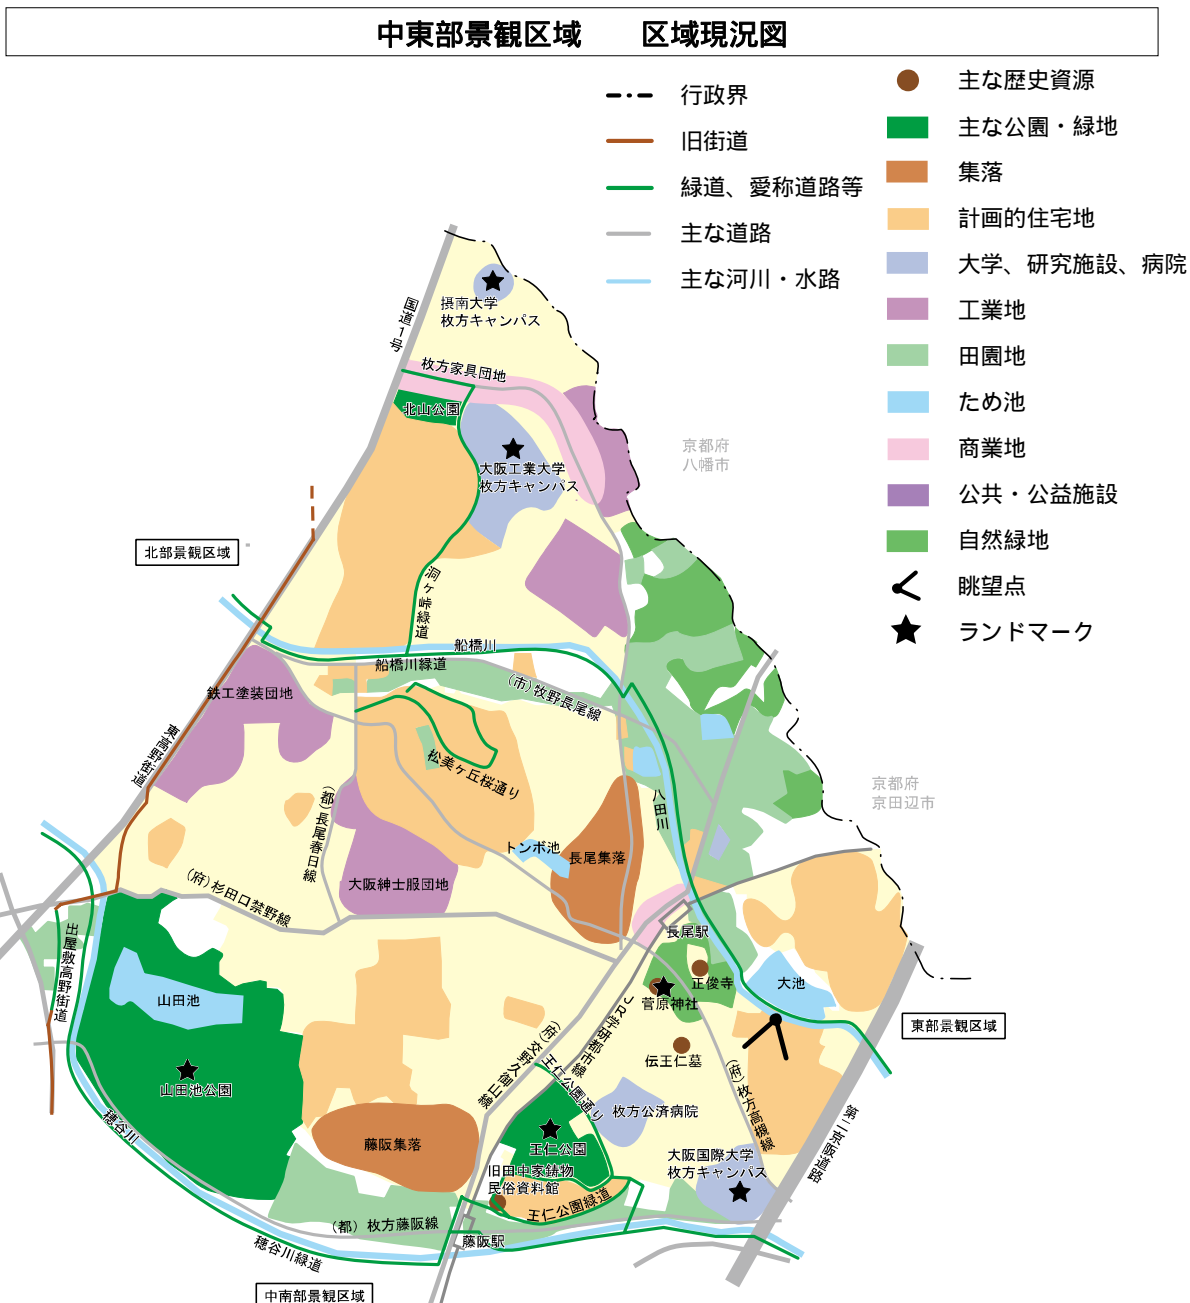 中東部景観区域　　区域現況図
行政界
旧街道
緑道、愛称道路等
主な道路
主な河川・水路
主な歴史資源
主な公園・緑地
集落
計画的住宅地
大学、研究施設、病院
工業地
田園地
ため池
商業地
公共・公益施設
自然緑地
眺望点
ランドマーク
摂南大学
枚方キャンパス
国道1号
枚方家具団地
北山公園
大阪工業大学
枚方キャンパス
京都府
八幡市
北部景観区域
洞ヶ峠緑道
船橋川
船橋川緑道
(市)牧野長尾線
鉄工塗装団地
東高野街道
松美ヶ丘桜通り
京都府
京田辺市
八田川
(都)長尾春日線
トンボ池
長尾集落
大阪紳士服団地
(府)杉田口禁野線
出屋敷高野街道
長尾駅
正俊寺
大池
山田池
菅原神社
JR学研都市線
東部景観区域
(府)交野久御山線
王仁公園通り
伝王仁墓
(府)枚方高槻線
山田池公園
穂谷川
枚方公済病院
第二京阪道路
藤阪集落
王仁公園
大阪国際大学
枚方キャンパス
旧田中家鋳物
民俗資料館
王仁公園緑道
(都)枚方藤阪線
藤阪駅
穂谷川緑道
中南部景観区域